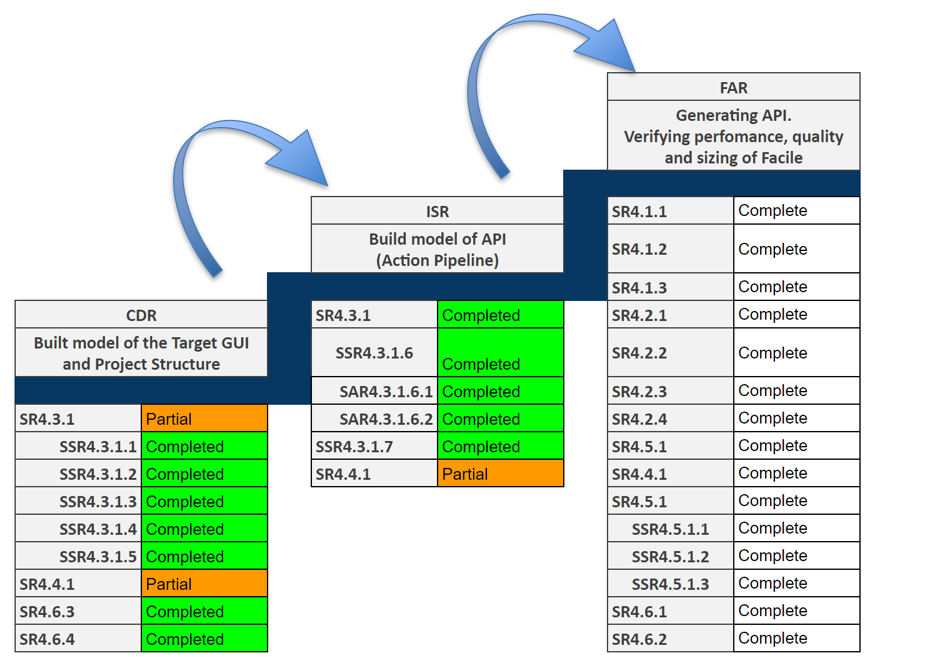 FAR
Generating API.
Verifying perfomance, quality
and sizing of Facile
SR4.1.1 Complete
SR4.1.2 Complete
SR4.1.3 Complete
SR4.2.1 Complete
SR4.2.2 Complete
SR4.2.3 Complete
SR4.2.4 Complete
SR4.5.1 Complete
SR4.4.1 Complete
SR4.5.1 Complete
SSR4.5.1.1 Complete
SSR4.5.1.2 Complete
SSR4.5.1.3 Complete
SR4.6.1 Complete
SR4.6.2 Complete
ISR
Build model of API
(Action Pipeline)
SR4.3.1 Completed
SSR4.3.1.6 Completed
SAR4.3.1.6.1 Completed
SAR4.3.1.6.2 Completed
SSR4.3.1.7 Completed
SR4.4.1 Partial
CDR
Built model of the Target GUI
and Project Structure
SR4.3.1 Partial
SSR4.3.1.1 Completed
SSR4.3.1.2 Completed
SSR4.3.1.3 Completed
SSR4.3.1.4 Completed
SSR4.3.1.5 Completed
SR4.4.1 Partial
SR4.6.3 Completed
SR4.6.4 Completed